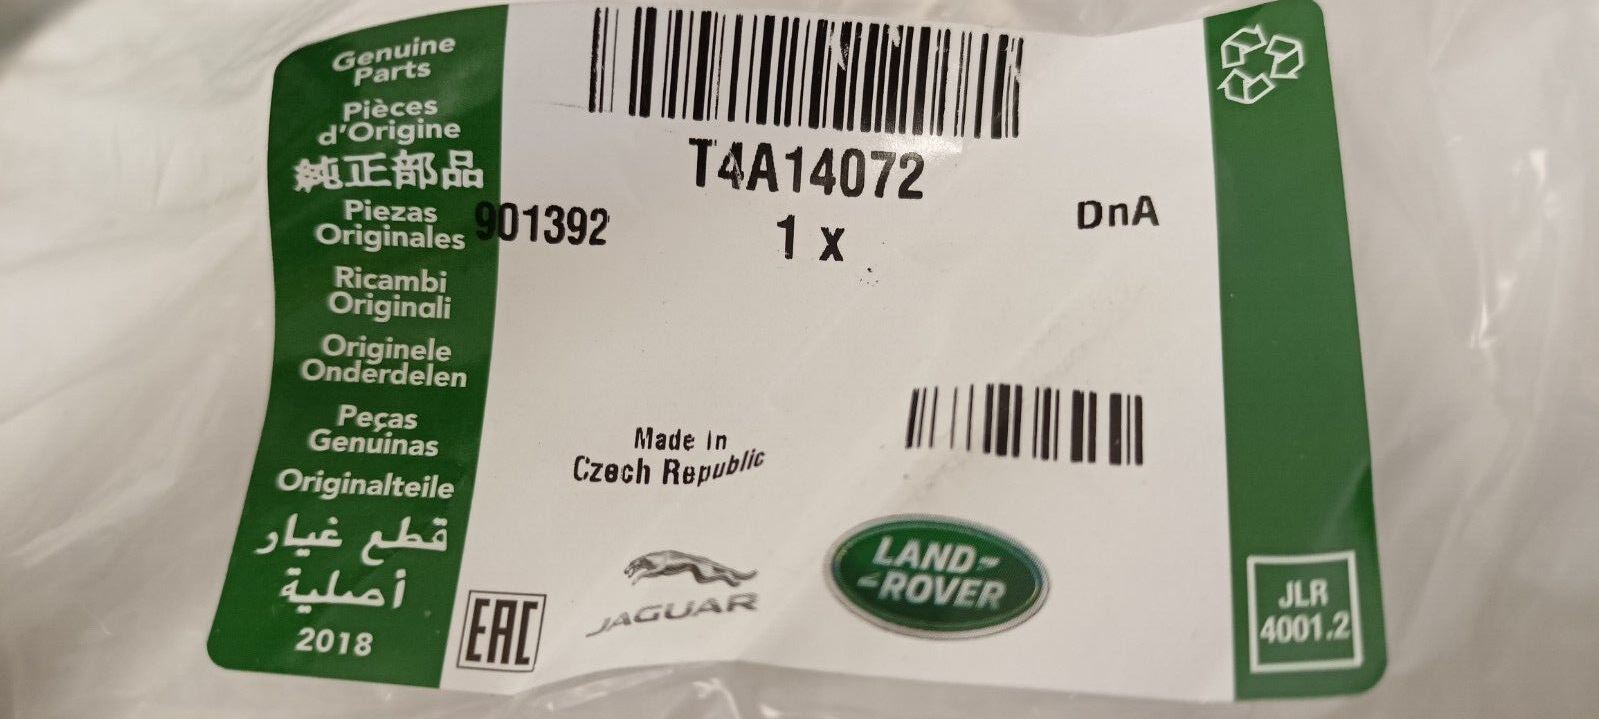 Genuine
Parts
Pièces
d'Origine
純正部品
Piezas
Originales
Ricambi
Originali
Originele
Onderdelen
Peças
Genuinas
Originalteile
قطع غيار
أصلية
2018
T4A14072
901392
1 x
DnA
Made in
Czech Republic
EAC
JAGUAR
LAND-
-ROVER
JLR
4001.2